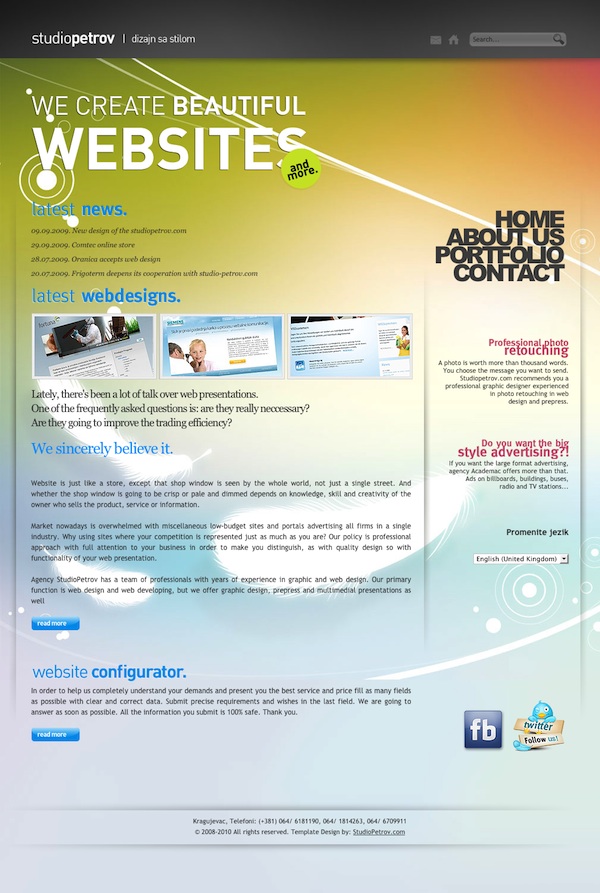 studiopetrov | dizajn sa stilom
Search...
WE CREATE BEAUTIFUL
WEBSITES
and
more.
latest news.
09.09.2009. New design of the studiopetrov.com
29.09.2009. Comtec online store
28.07.2009. Oranica accepts web design
20.07.2009. Frigoterm deepens its cooperation with studio-petrov.com
HOME
ABOUT US
PORTFOLIO
CONTACT
latest webdesigns.
SIEMENS
Lately, there's been a lot of talk over web presentations.
One of the frequently asked questions is: are they really neccessary?
Are they going to improve the trading efficiency?
We sincerely believe it.
Website is just like a store, except that shop window is seen by the whole world, not just a single street. And
whether the shop window is going to be crisp or pale and dimmed depends on knowledge, skill and creativity of the
owner who sells the product, service or information.
Market nowadays is overwhelmed with miscellaneous low-budget sites and portals advertising all firms in a single
industry. Why using sites where your competition is represented just as much as you are? Our policy is professional
approach with full attention to your business in order to make you distinguish, as with quality design so with
functionality of your web presentation.
Agency StudioPetrov has a team of professionals with years of experience in graphic and web design. Our primary
function is web design and web developing, but we offer graphic design, prepress and multimedial presentations as
well
read more
website configurator.
In order to help us completely understand your demands and present you the best service and price fill as many fields
as possible with clear and correct data. Submit precise requirements and wishes in the last field. We are going to
answer as soon as possible. All the information you submit is 100% safe. Thank you.
read more
Professional photo
retouching
A photo is worth more than thousand words.
You choose the message you want to send.
Studiopetrov.com recommends you a
professional graphic designer experienced
in photo retouching in web
design and prepress.
Do you want the big
style advertising?!
If you want the large format advertising,
agency Academac offers more than that.
Ads on billboards, buildings, buses,
radio and TV stations...
Promenite jezik
English (United Kingdom)
fb
twitter
Follow us!
Kragujevac, Telefoni: (+381) 064/ 6181190, 064/ 1814263, 064/ 6709911
© 2008-2010 All rights reserved. Template Design by: StudioPetrov.com